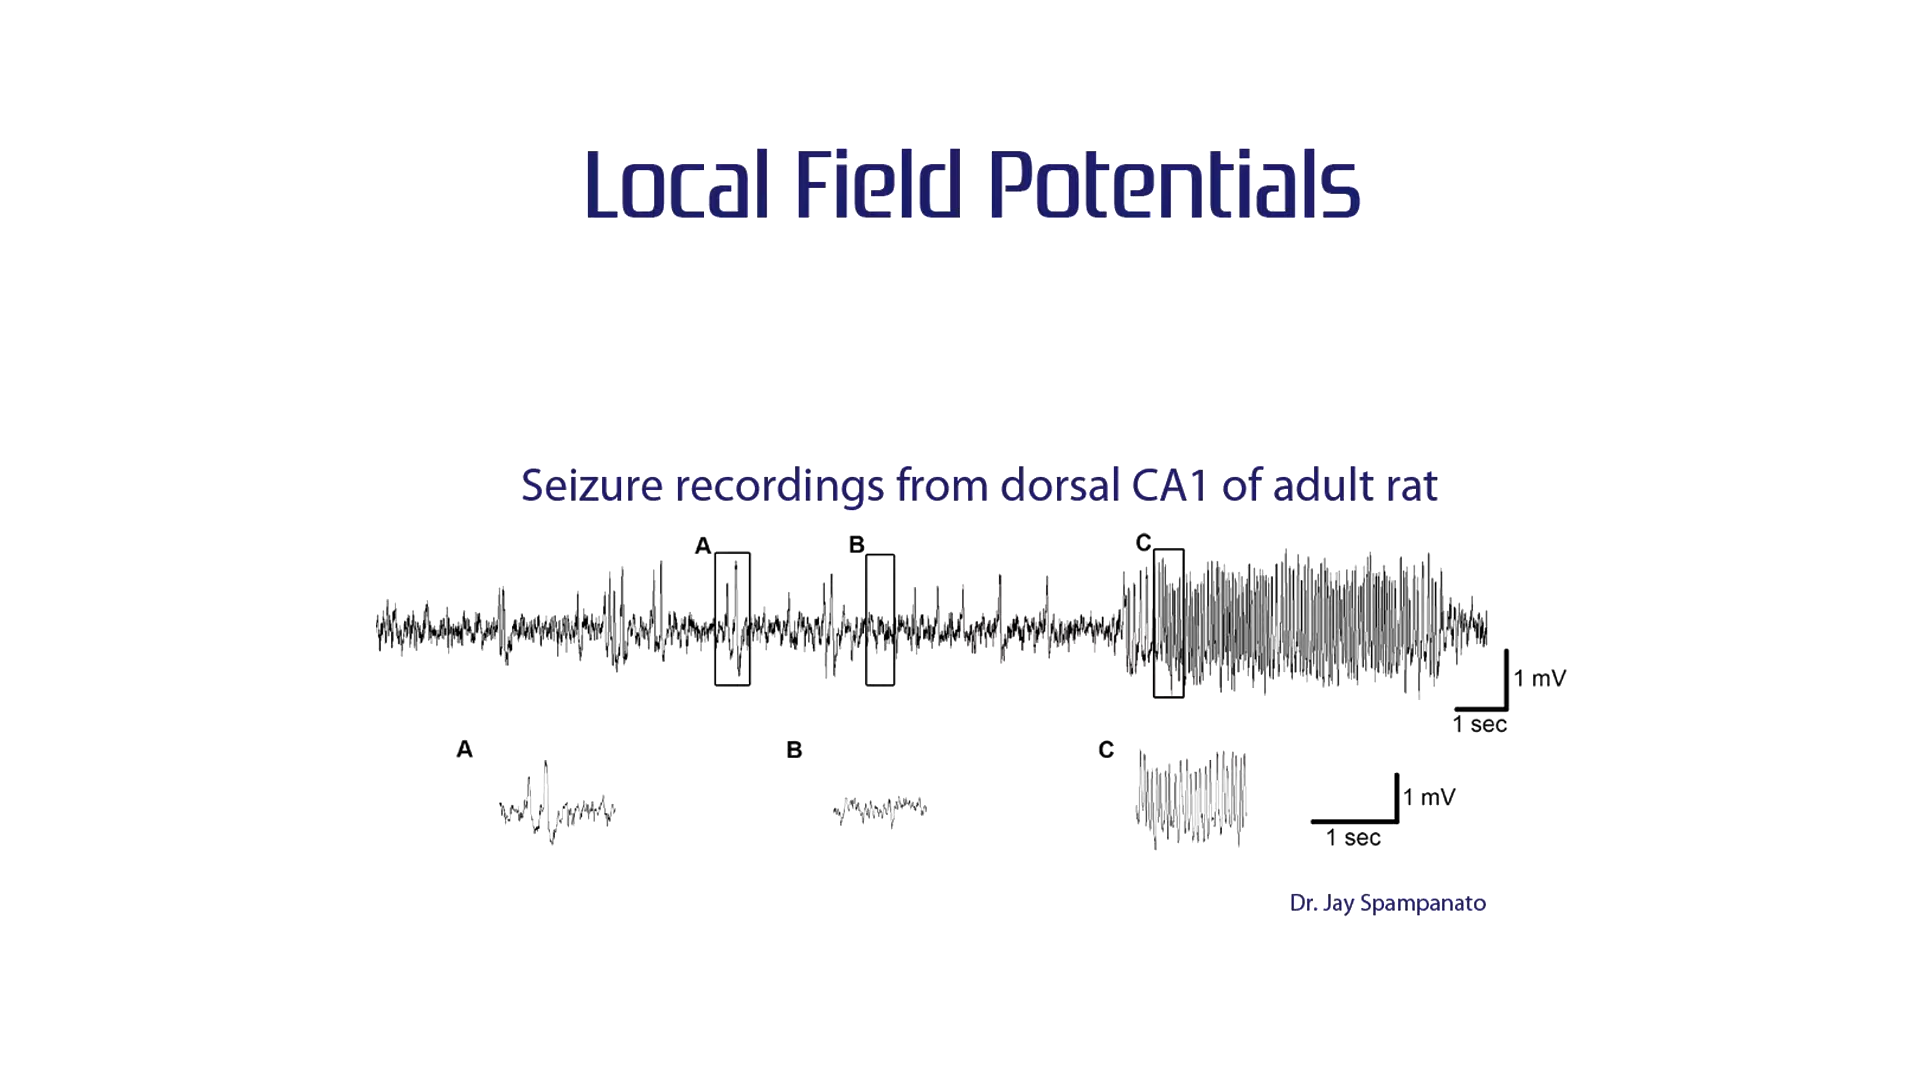 Local Field Potentials
Seizure recordings from dorsal CA1 of adult rat
A
B
C
1 mV
1 sec
A
B
C
1 mV
1 sec
Dr. Jay Spampanato